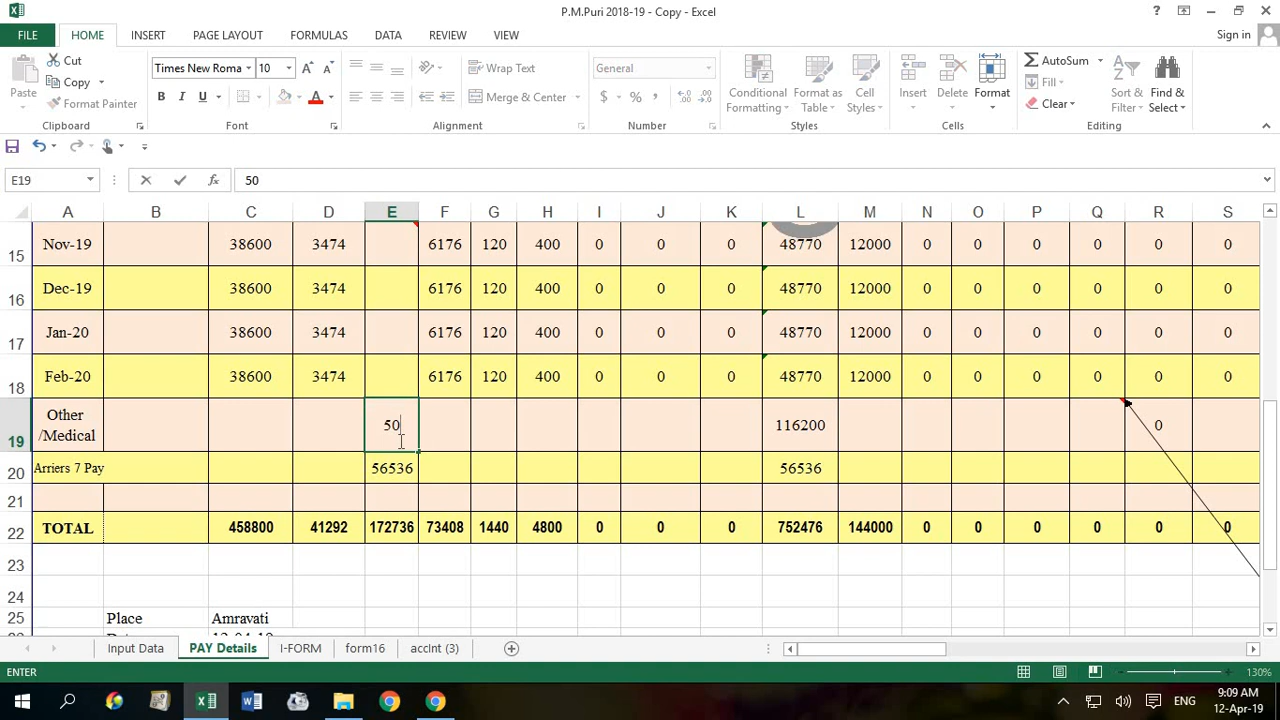 P.M.Puri 2018-19 - Copy - Excel
FILE HOME INSERT PAGE LAYOUT FORMULAS DATA REVIEW VIEW Sign in
Paste Cut Copy Format Painter Clipboard
Times New Roma 10 B I U Font
Wrap Text Merge & Center Alignment
General $ % , Number
Conditional Formatting Format as Table Cell Styles Styles
Insert Delete Format Cells
AutoSum Fill Clear Sort & Filter Find & Select Editing
E19 fx 50
A B C D E F G H I J K L M N O P Q R S
15 Nov-19 38600 3474 6176 120 400 0 0 0 48770 12000 0 0 0 0 0 0
16 Dec-19 38600 3474 6176 120 400 0 0 0 48770 12000 0 0 0 0 0 0
17 Jan-20 38600 3474 6176 120 400 0 0 0 48770 12000 0 0 0 0 0 0
18 Feb-20 38600 3474 6176 120 400 0 0 0 48770 12000 0 0 0 0 0 0
19 Other /Medical 50 116200 0
20 Arriers 7 Pay 56536 56536
21
22 TOTAL 458800 41292 172736 73408 1440 4800 0 0 0 752476 144000 0 0 0 0 0 0
23
24
25 Place Amravati
Input Data PAY Details I-FORM form16 accInt (3)
ENTER 130%
ENG 9:09 AM
12-Apr-19